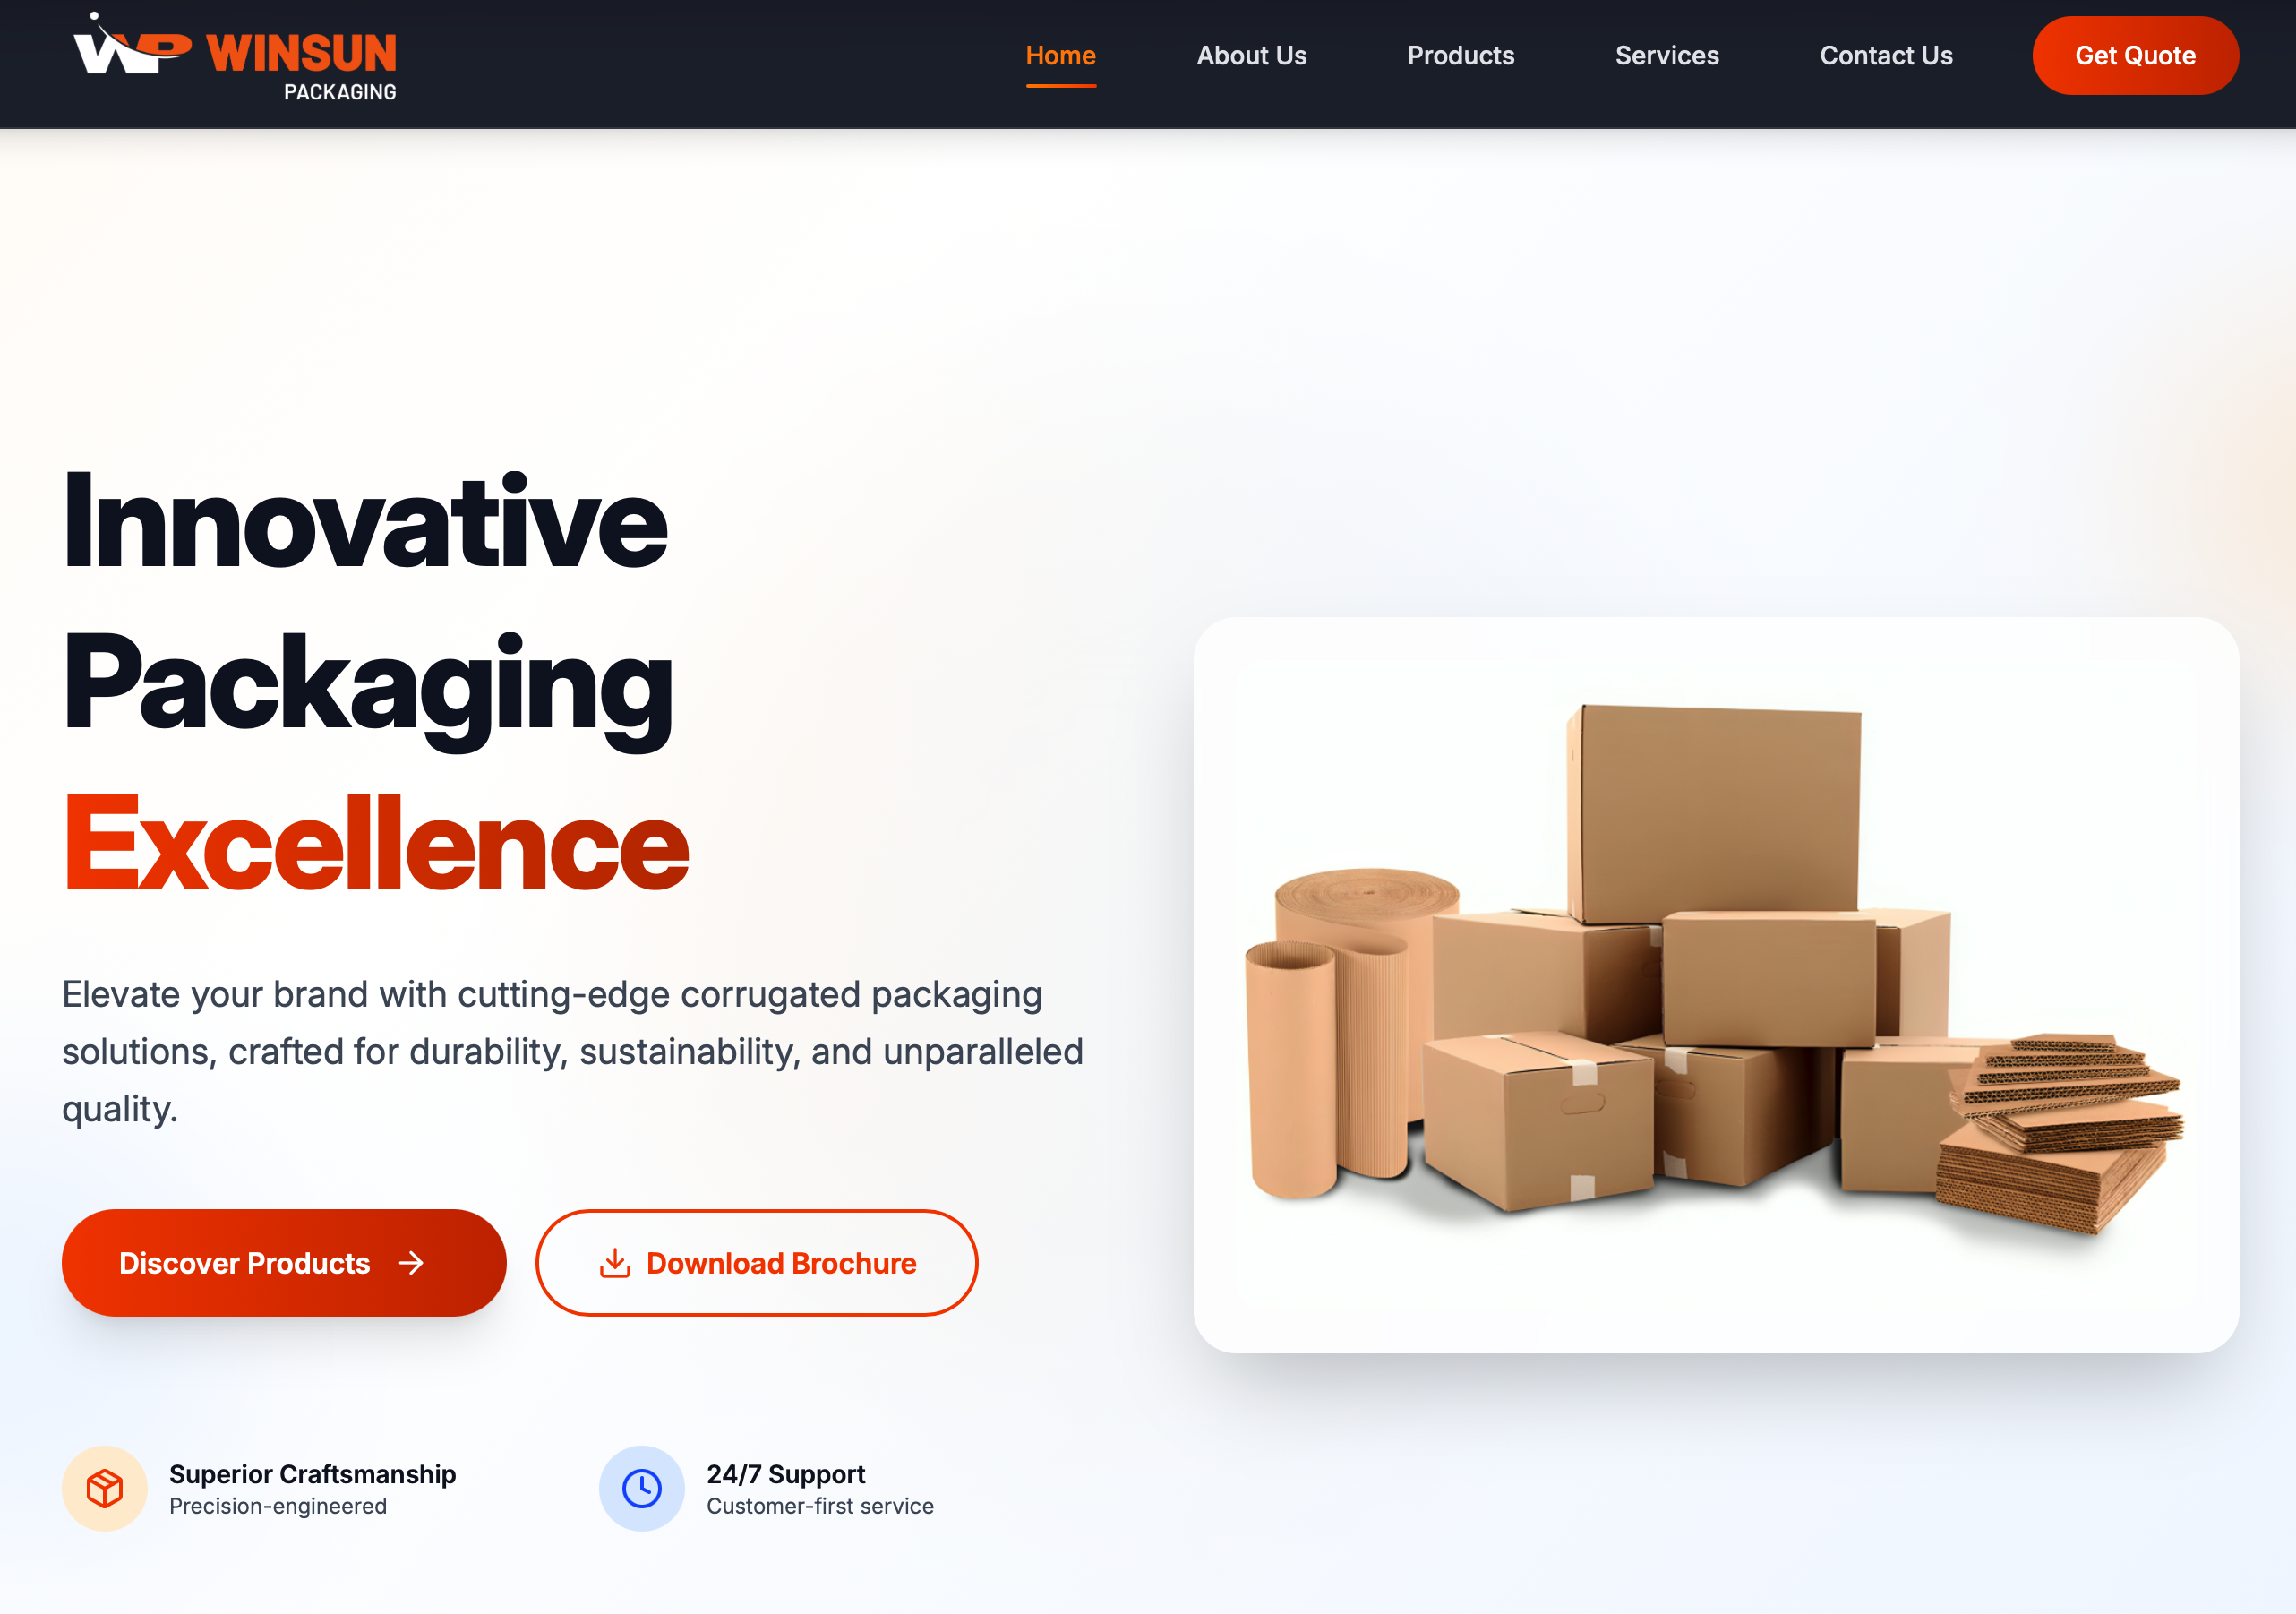 WP WINSUN
PACKAGING
Home
About Us
Products
Services
Contact Us
Get Quote
Innovative
Packaging
Excellence
Elevate your brand with cutting-edge corrugated packaging
solutions, crafted for durability, sustainability, and unparalleled
quality.
Discover Products
Download Brochure
Superior Craftsmanship
Precision-engineered
24/7 Support
Customer-first service